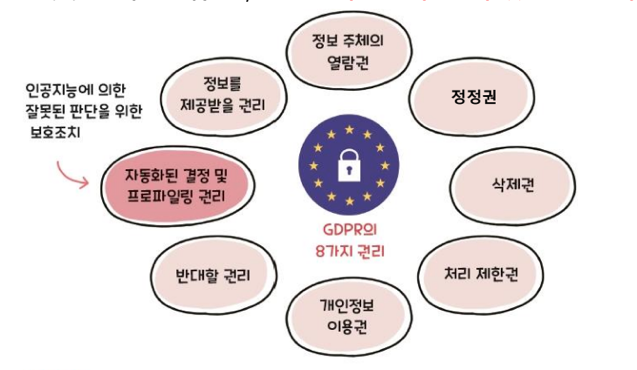 정보 주체의
열람권
정보를
제공받을 권리
정정권
인공지능에 의한
잘못된 판단을 위한
보호조치
자동화된 결정 및
프로파일링 권리
삭제권
GDPR의
8가지 권리
반대할 권리
처리 제한권
개인정보
이용권